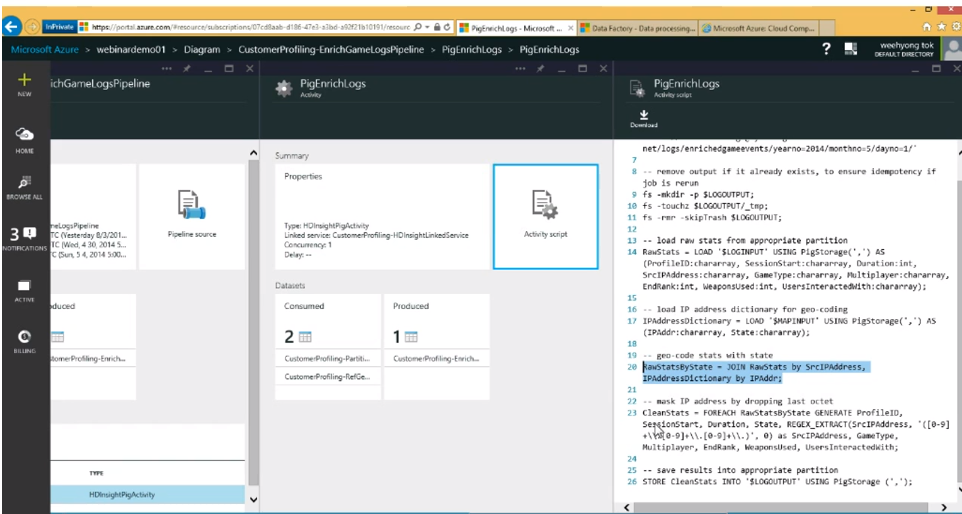 InPrivate
https://portal.azure.com/#resource/subscriptions/07cd8aab-d186-47e3-a3bd-a92f21b10191/resourc
PigEnrichLogs - Microsoft ...
Data Factory - Data processing...
Microsoft Azure Cloud Comp...
Microsoft Azure > webinardemo01 > Diagram > CustomerProfiling-EnrichGameLogsPipeline > PigEnrichLogs > PigEnrichLogs
?
weehyong tok
DEFAULT DIRECTORY
NEW
HOME
BROWSE ALL
3
NOTIFICATIONS
ACTIVE
BILLING
ichGameLogsPipeline
meLogsPipeline
TC (Yesterday 8/3/201...
TC (Wed, 4 30, 2014 5...
C (Sun, 5 4, 2014 5:00...
Pipeline source
oduced
tomerProfiling-Enrich...
TYPE
HDInsightPigActivity
PigEnrichLogs
Activity
Summary
Properties
Type: HDInsightPigActivity
Linked service: CustomerProfiling-HDInsightLinkedService
Concurrency: 1
Delay: --
Activity script
Datasets
Consumed
2
CustomerProfiling-Partiti...
CustomerProfiling-RefGe...
Produced
1
CustomerProfiling-Enrich...
PigEnrichLogs
Activity script
Download
net/logs/enrichedgameevents/yearno=2014/monthno=5/dayno=1/'
7
8 -- remove output if it already exists, to ensure idempotency if
job is rerun
9 fs -mkdir -p $LOGOUTPUT;
10 fs -touchz $LOGOUTPUT/_tmp;
11 fs -rmr -skipTrash $LOGOUTPUT;
12
13 -- load raw stats from appropriate partition
14 RawStats = LOAD '$LOGINPUT' USING PigStorage(',') AS
(ProfileID:chararray, SessionStart:chararray, Duration:int,
SrcIPAddress:chararray, GameType:chararray, Multiplayer:chararray,
EndRank:int, WeaponsUsed:int, UsersInteractedWith:chararray);
15
16 -- load IP address dictionary for geo-coding
17 IPAddressDictionary = LOAD '$MAPINPUT' USING PigStorage(',') AS
(IPAddr:chararray, State:chararray);
18
19 -- geo-code stats with state
20 RawStatsByState = JOIN RawStats by SrcIPAddress,
IPAddressDictionary by IPAddr;
21
22 -- mask IP address by dropping last octet
23 CleanStats = FOREACH RawStatsByState GENERATE ProfileID,
SessionStart, Duration, State, REGEX_EXTRACT(SrcIPAddress, '([0-9]
+\\.[0-9]+\\.[0-9]+\\.)', 0) as SrcIPAddress, GameType,
Multiplayer, EndRank, WeaponsUsed, UsersInteractedWith;
24
25 -- save results into appropriate partition
26 STORE CleanStats INTO '$LOGOUTPUT' USING PigStorage (',');